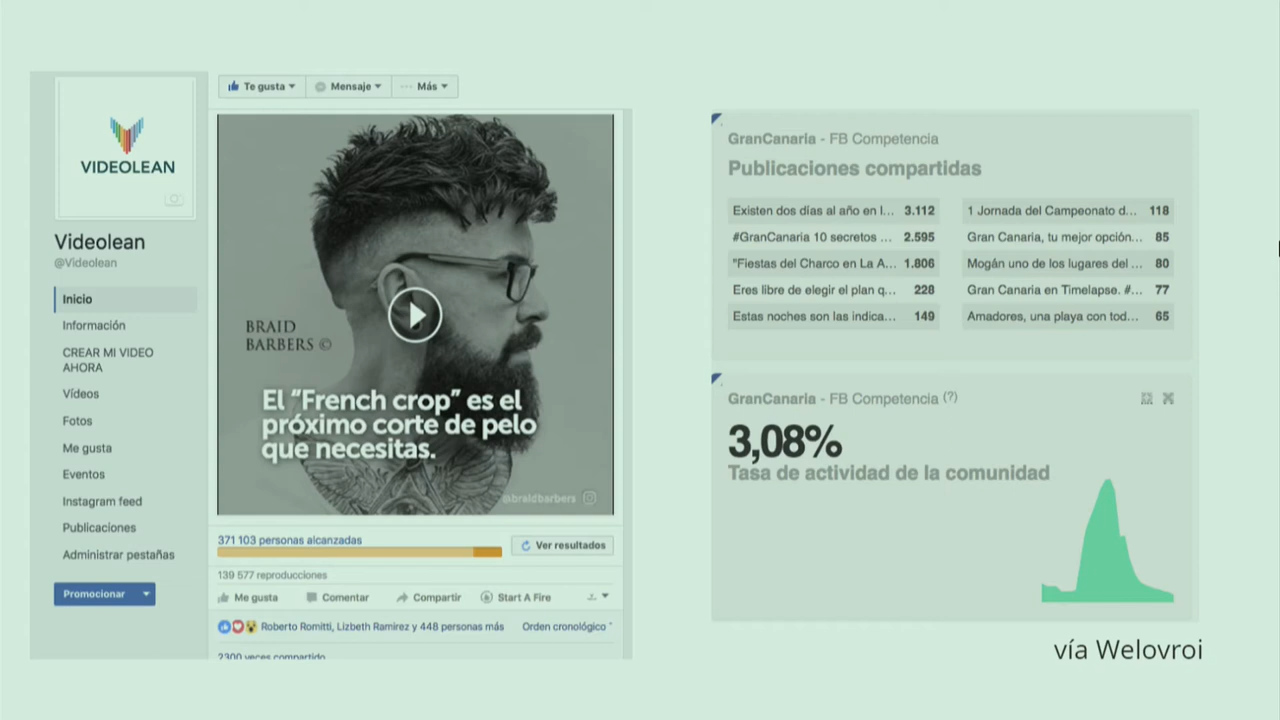 VIDEOLEAN
Videolean
@Videolean
Inicio
Información
CREAR MI VIDEO
AHORA
Vídeos
Fotos
Me gusta
Eventos
Instagram feed
Publicaciones
Administrar pestañas
Promocionar
Te gusta
Mensaje
Más
BRAID
BARBERS ©
El "French crop" es el
próximo corte de pelo
que necesitas.
@braidbarbers
371 103 personas alcanzadas
Ver resultados
139 577 reproducciones
Me gusta
Comentar
Compartir
Start A Fire
Roberto Romitti, Lizbeth Ramirez y 448 personas más
Orden cronológico
2300 veces compartido
GranCanaria - FB Competencia
Publicaciones compartidas
Existen dos días al año en l... 3.112
#GranCanaria 10 secretos ... 2.595
"Fiestas del Charco en La A... 1.806
Eres libre de elegir el plan q... 228
Estas noches son las indica... 149
1 Jornada del Campeonato d... 118
Gran Canaria, tu mejor opción... 85
Mogán uno de los lugares del ... 80
Gran Canaria en Timelapse. #... 77
Amadores, una playa con tod... 65
GranCanaria - FB Competencia (?)
3,08%
Tasa de actividad de la comunidad
vía Welovroi